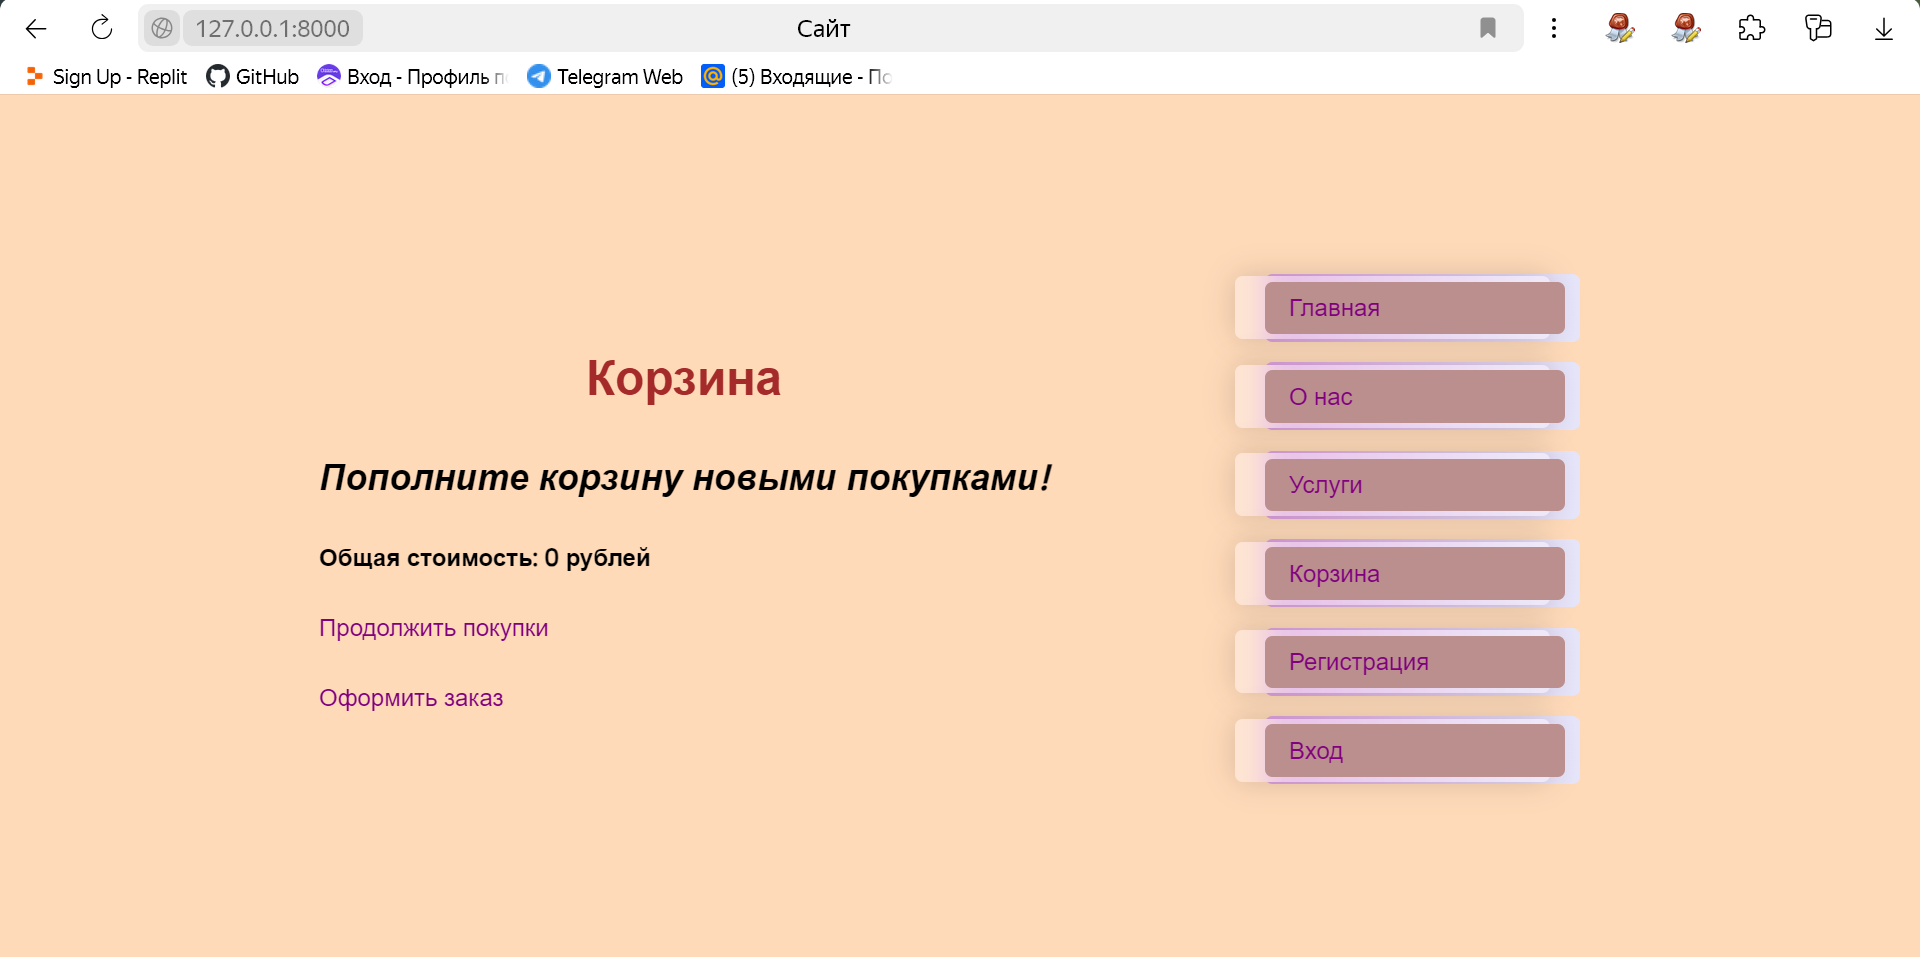 127.0.0.1:8000
Сайт
Sign Up - Replit
GitHub
Вход - Профиль
Telegram Web
(5) Входящие -
Корзина
Пополните корзину новыми покупками!
Общая стоимость: 0 рублей
Продолжить покупки
Оформить заказ
Главная
О нас
Услуги
Корзина
Регистрация
Вход